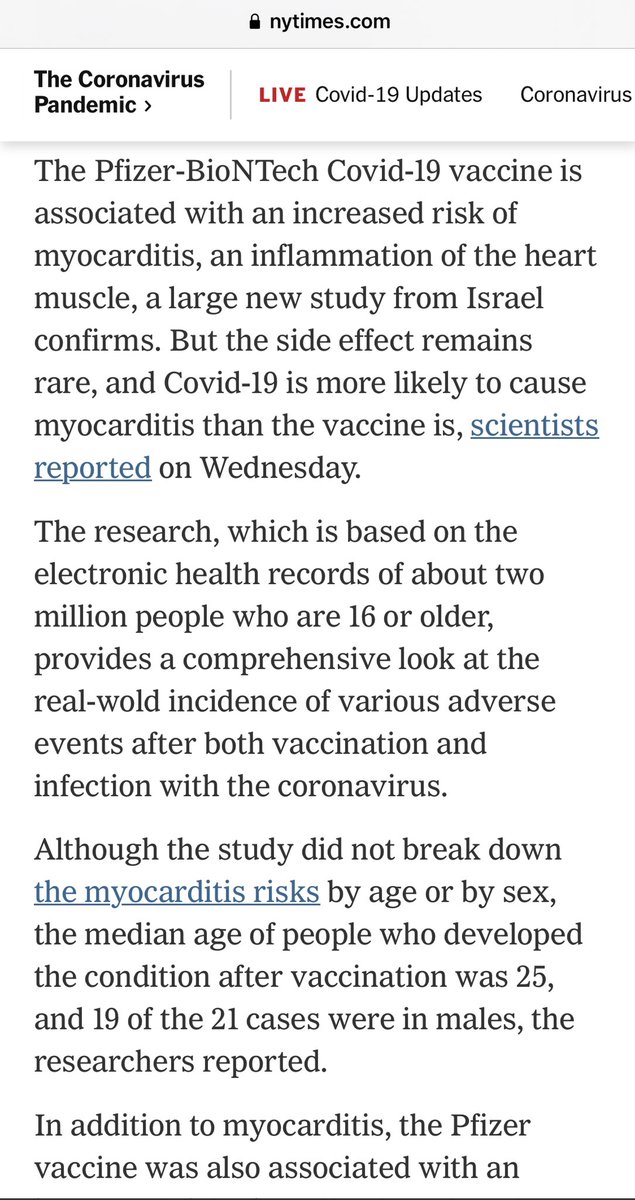 nytimes.com
The Coronavirus
Pandemic ›
LIVE Covid-19 Updates
Coronavirus
The Pfizer-BioNTech Covid-19 vaccine is
associated with an increased risk of
myocarditis, an inflammation of the heart
muscle, a large new study from Israel
confirms. But the side effect remains
rare, and Covid-19 is more likely to cause
myocarditis than the vaccine is, scientists
reported on Wednesday.
The research, which is based on the
electronic health records of about two
million people who are 16 or older,
provides a comprehensive look at the
real-wold incidence of various adverse
events after both vaccination and
infection with the coronavirus.
Although the study did not break down
the myocarditis risks by age or by sex,
the median age of people who developed
the condition after vaccination was 25,
and 19 of the 21 cases were in males, the
researchers reported.
In addition to myocarditis, the Pfizer
vaccine was also associated with an